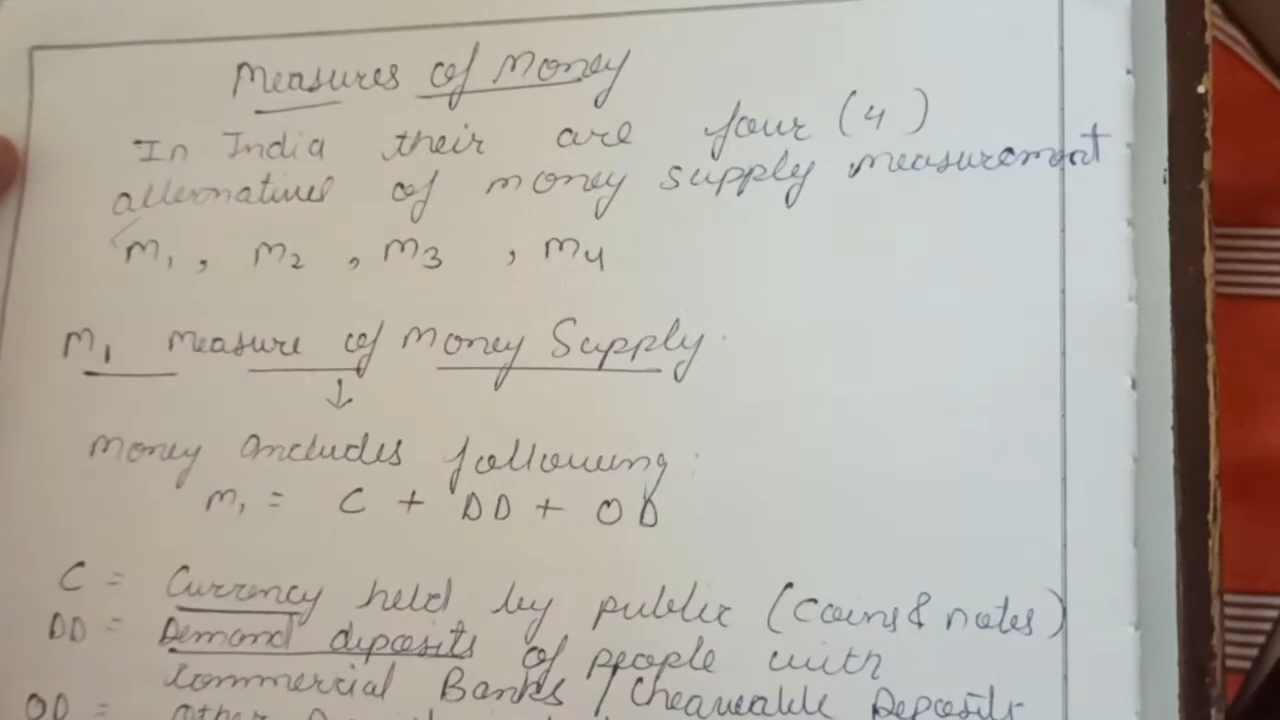 Measures of Money
In India their are four (4)
alternatives of money supply measurement
M1, M2, M3, M4
M1 Measure of Money Supply.
↓
Money includes following:
M1 = C + DD + OD
C = Currency held by public (coins & notes)
DD = Demand deposits of people with
Commercial Banks / Cheaueable Deposits
OD = Other